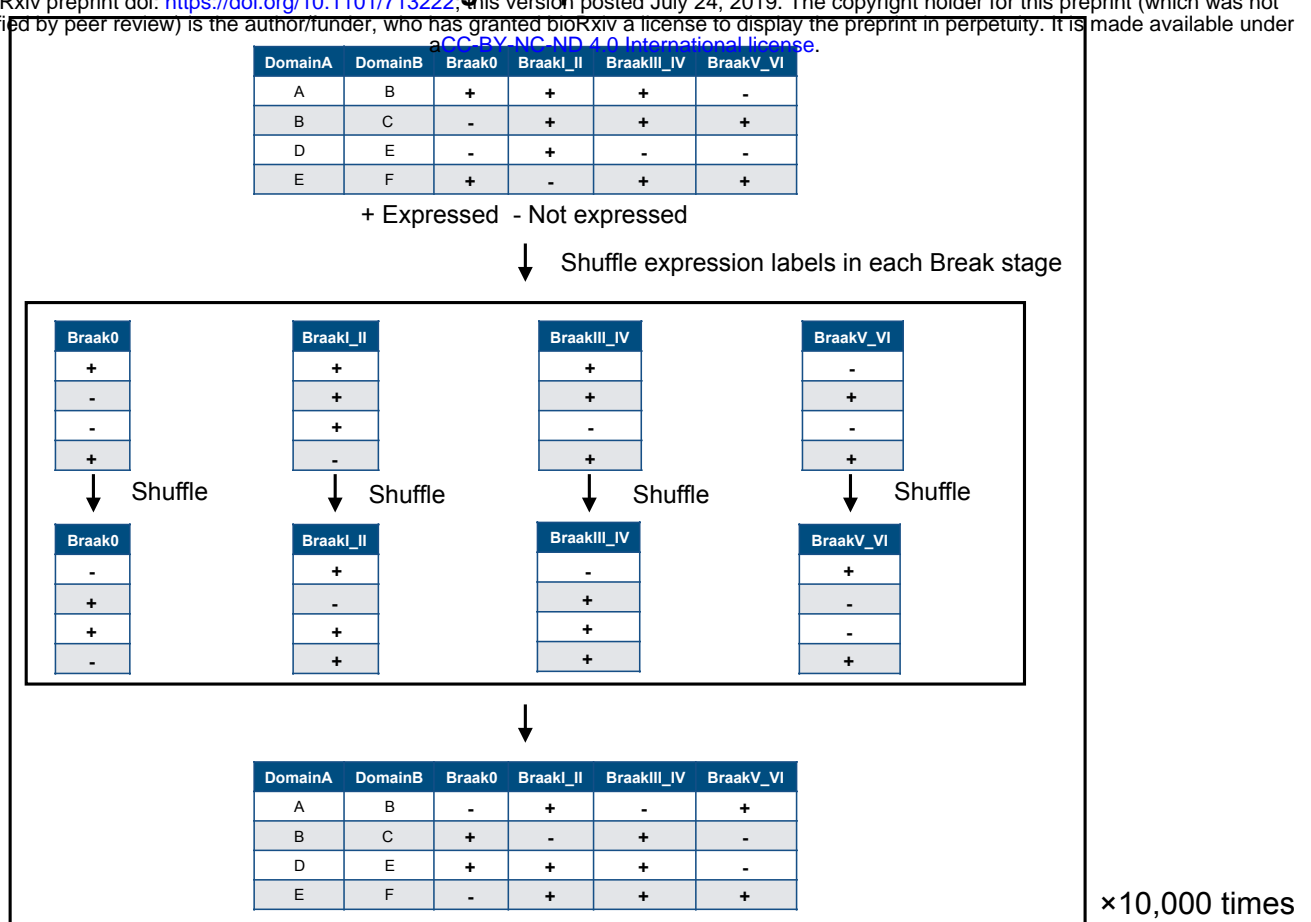 Rxiv preprint doi: https://doi.org/10.1101/713222; this version posted July 24, 2019. The copyright holder for this preprint (which was not
fied by peer review) is the author/funder, who has granted bioRxiv a license to display the preprint in perpetuity. It is made available under
aCC-BY-NC-ND 4.0 International license.
DomainA DomainB Braak0 BraakI_II BraakIII_IV BraakV_VI
A B + + + -
B C - + + +
D E - + - -
E F + - + +
+ Expressed - Not expressed
Shuffle expression labels in each Break stage
Braak0 BraakI_II BraakIII_IV BraakV_VI
+ + + -
- + + +
- + - -
+ - + +
Shuffle Shuffle Shuffle Shuffle
Braak0 BraakI_II BraakIII_IV BraakV_VI
- + - +
+ - + -
+ + + -
- + + +
DomainA DomainB Braak0 BraakI_II BraakIII_IV BraakV_VI
A B - + - +
B C + - + -
D E + + + -
E F - + + +
×10,000 times